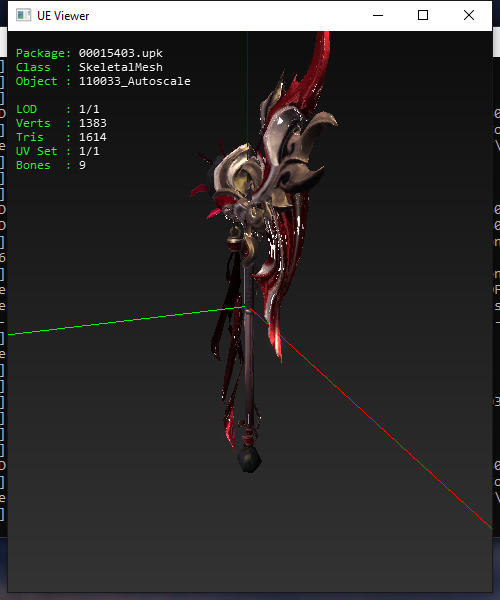 UE Viewer
Package: 00015403.upk
Class  : SkeletalMesh
Object : 110033_Autoscale
LOD    : 1/1
Verts  : 1383
Tris   : 1614
UV Set : 1/1
Bones  : 9